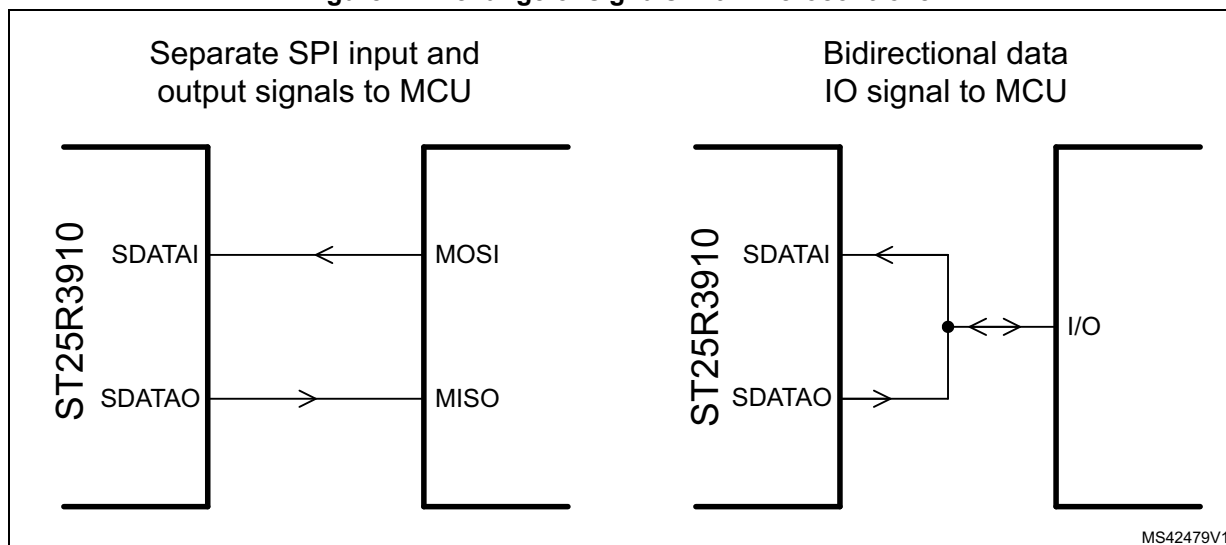 Separate SPI input and
output signals to MCU
Bidirectional data
IO signal to MCU
ST25R3910
SDATAI
MOSI
SDATAO
MISO
ST25R3910
SDATAI
I/O
SDATAO
MS42479V1